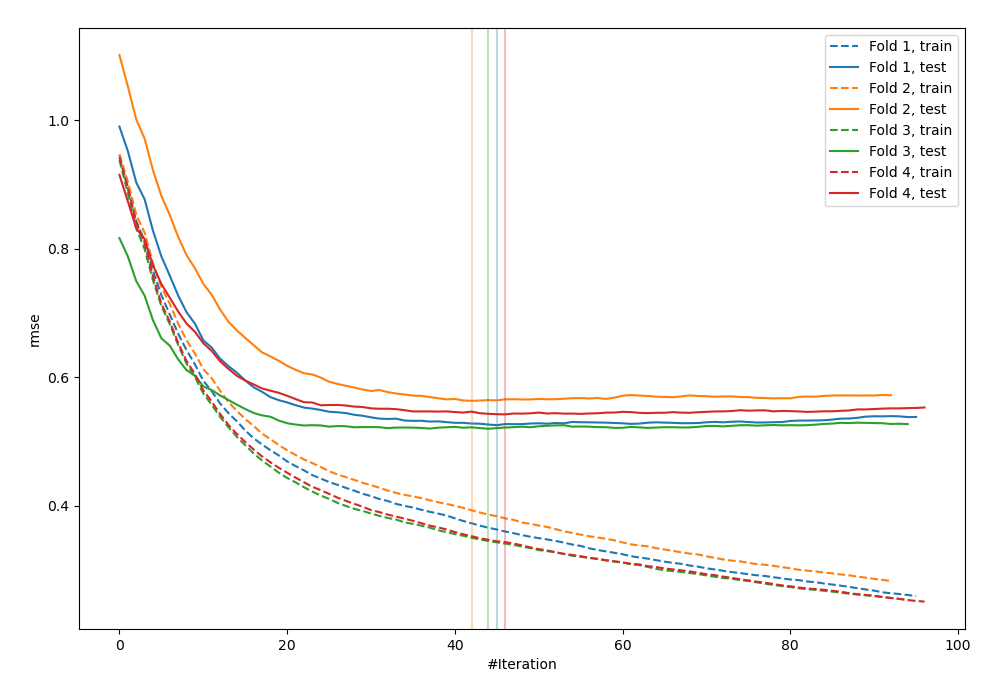 Fold 1, train
Fold 1, test
Fold 2, train
Fold 2, test
Fold 3, train
Fold 3, test
Fold 4, train
Fold 4, test
1.0
0.8
0.6
0.4
rmse
0 20 40 60 80 100
#Iteration